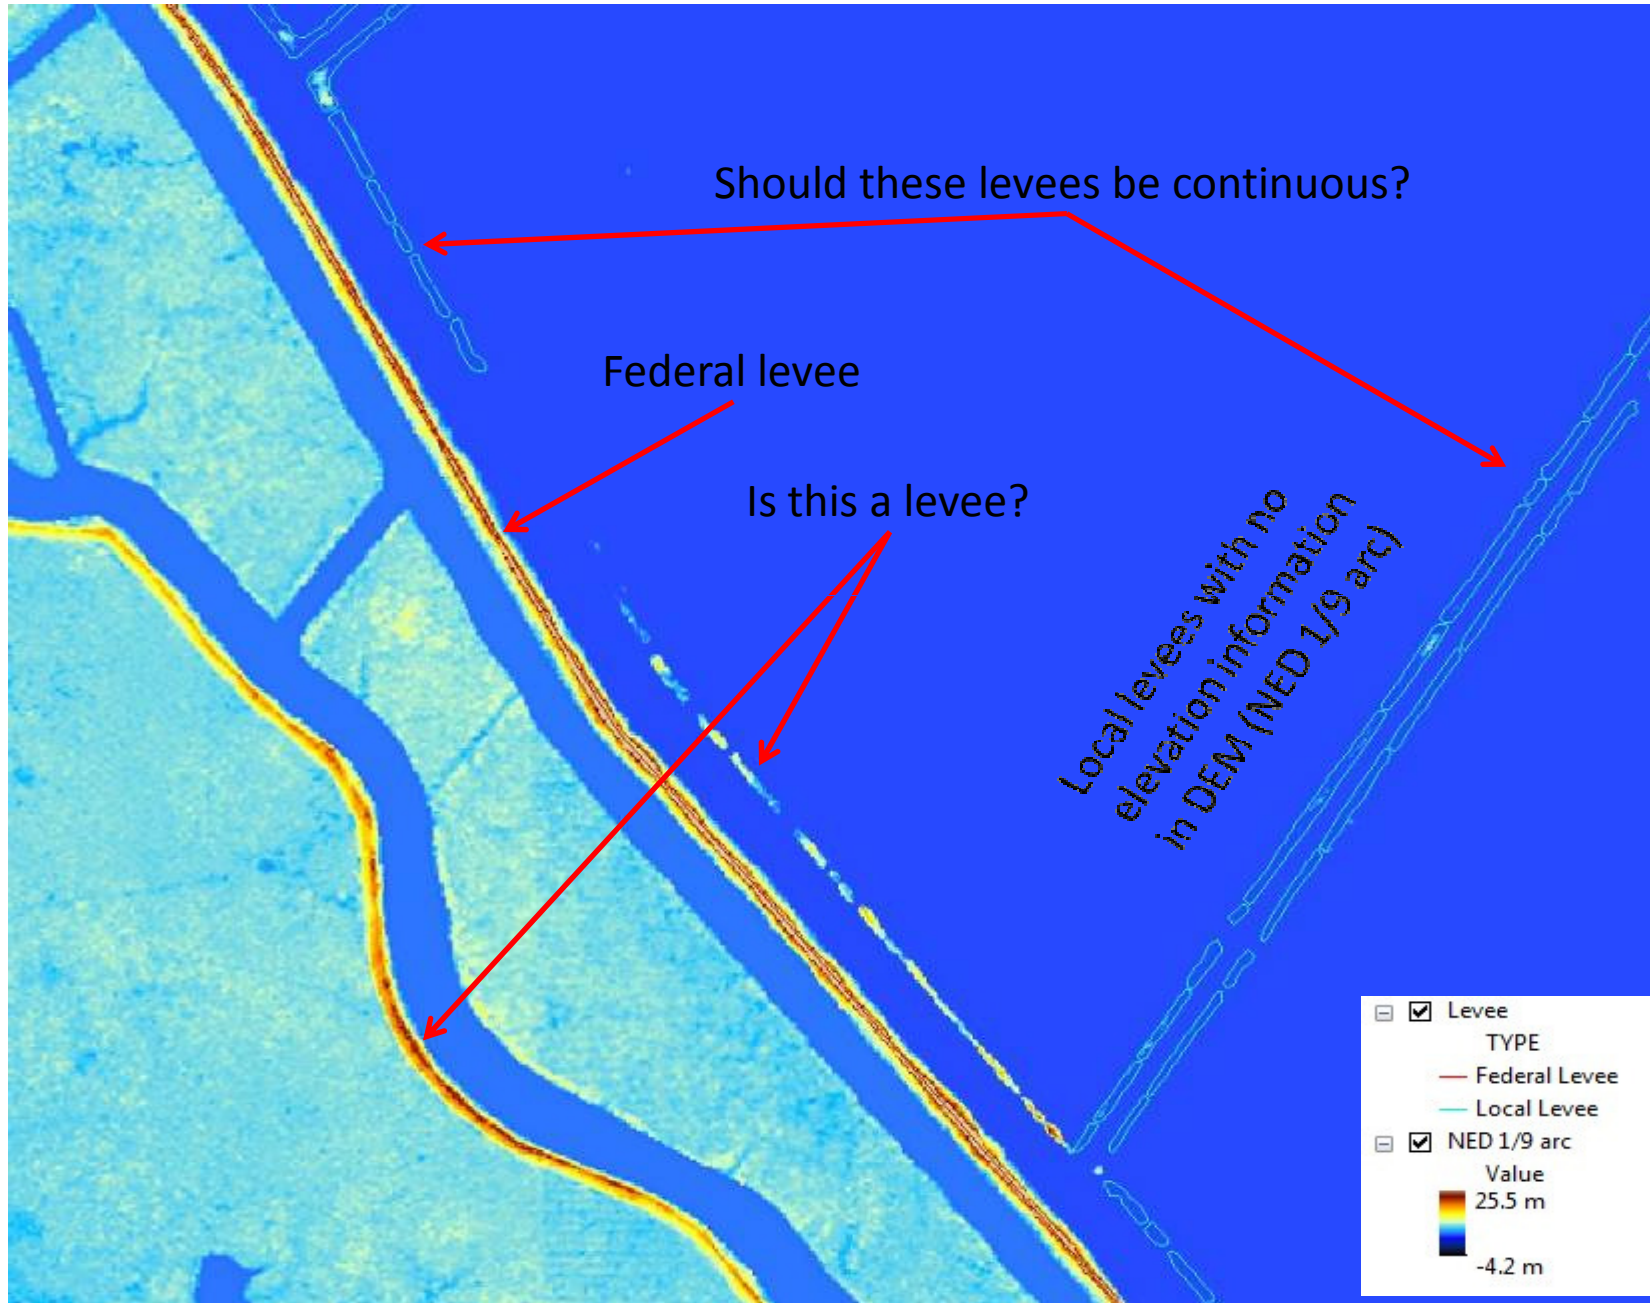 Should these levees be continuous?
Federal levee
Is this a levee?
Local levees with no
elevation information
in DEM (NED 1/9 arc)
Levee
TYPE
Federal Levee
Local Levee
NED 1/9 arc
Value
25.5 m
-4.2 m